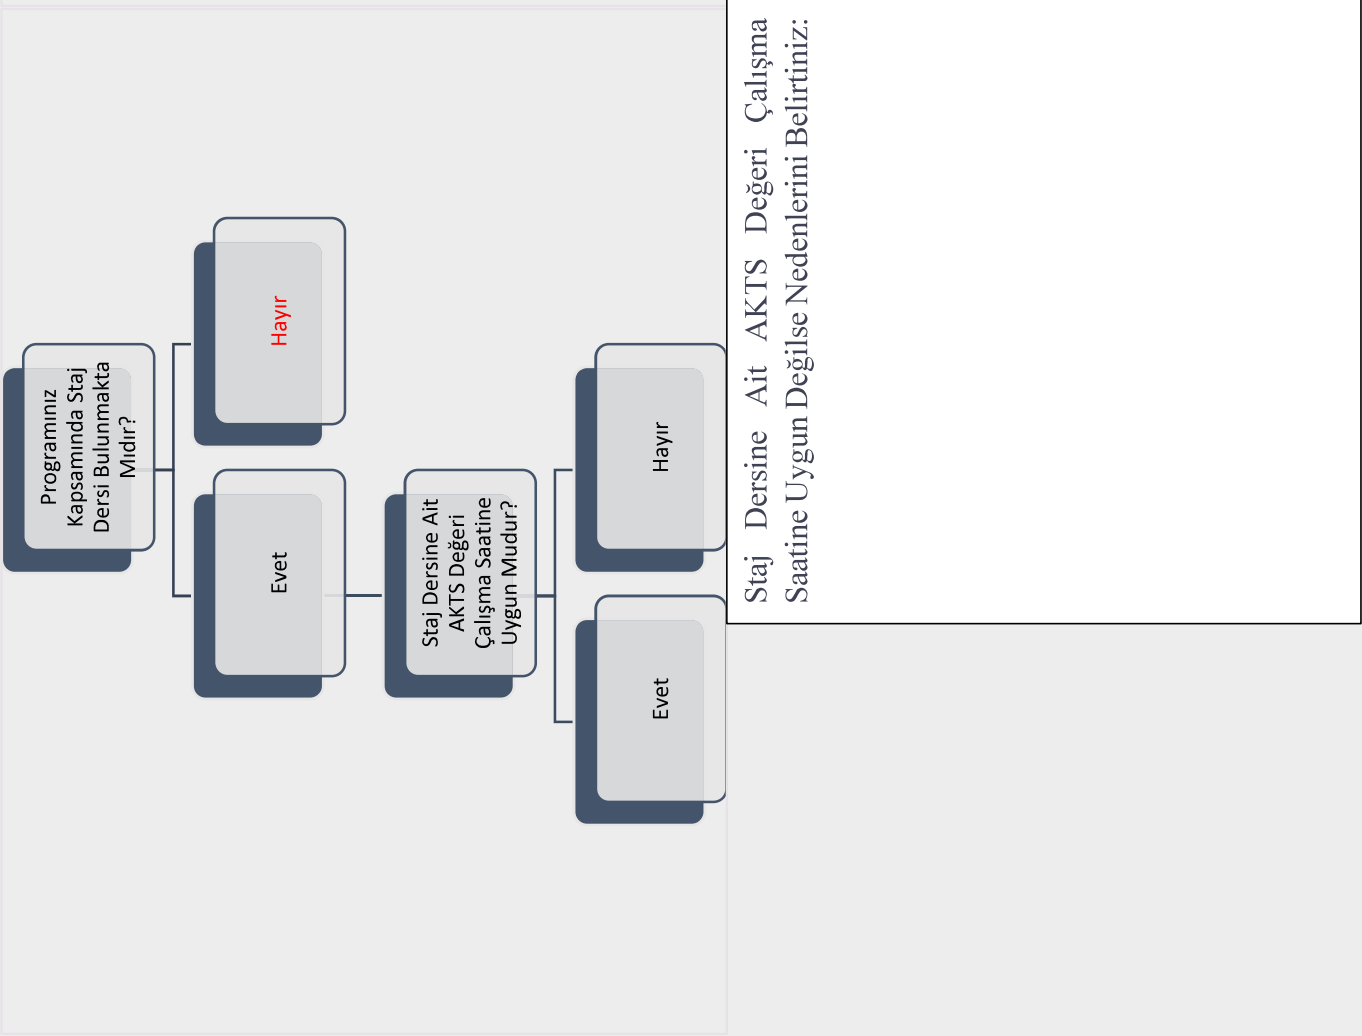 Programınız
Kapsamında Staj
Dersi Bulunmakta
Mıdır?
Evet
Hayır
Staj Dersine Ait
AKTS Değeri
Çalışma Saatine
Uygun Mudur?
Evet
Hayır
Staj Dersine Ait AKTS Değeri Çalışma
Saatine Uygun Değilse Nedenlerini Belirtiniz: